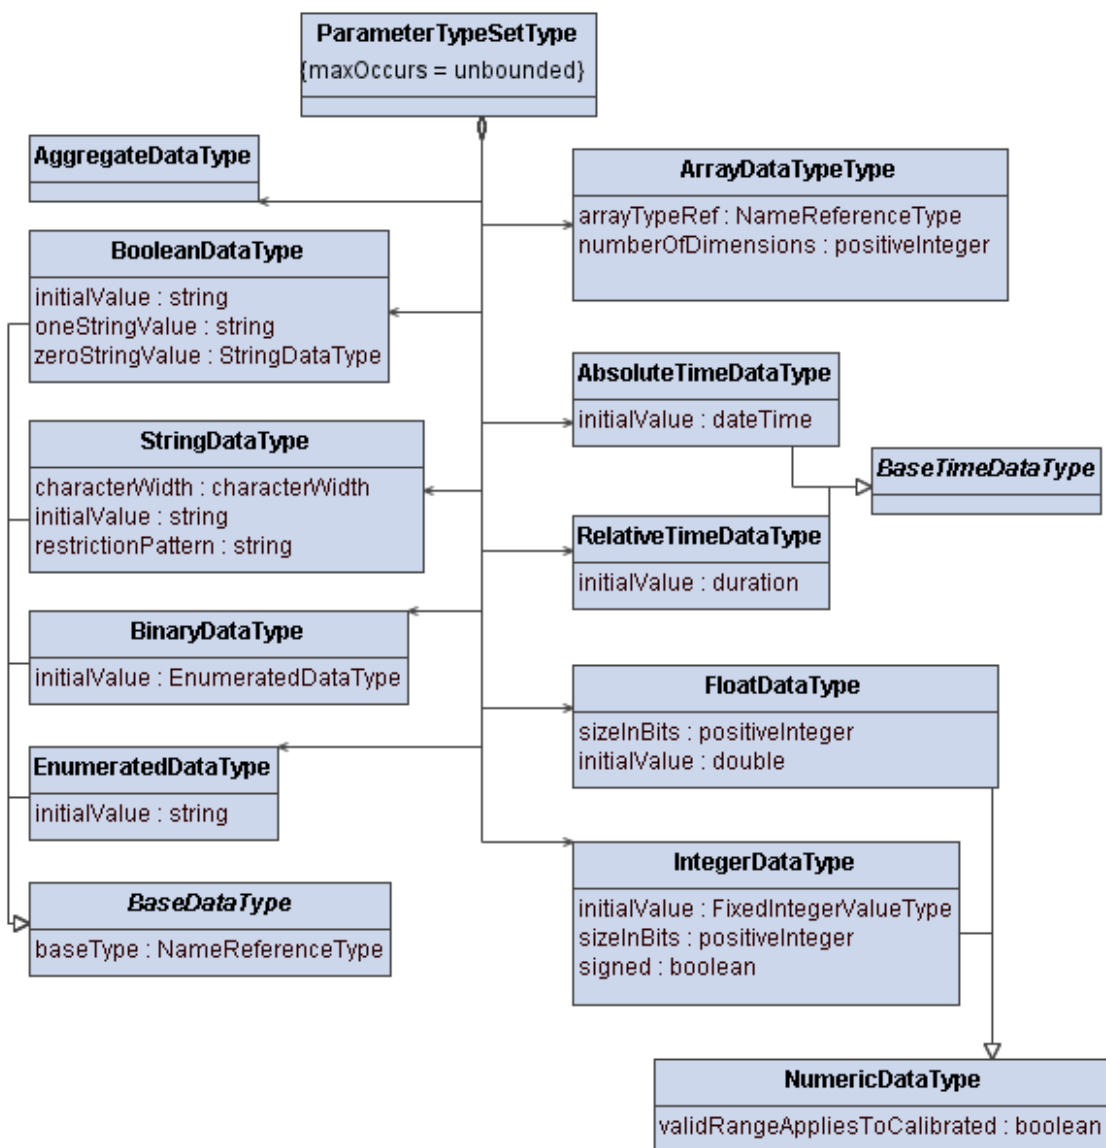 ParameterTypeSetType
{maxOccurs = unbounded}
AggregateDataType
ArrayDataTypeType
arrayTypeRef : NameReferenceType
numberOfDimensions : positiveInteger
BooleanDataType
initialValue : string
oneStringValue : string
zeroStringValue : StringDataType
AbsoluteTimeDataType
initialValue : dateTime
StringDataType
characterWidth : characterWidth
initialValue : string
restrictionPattern : string
BaseTimeDataType
RelativeTimeDataType
initialValue : duration
BinaryDataType
initialValue : EnumeratedDataType
FloatDataType
sizeInBits : positiveInteger
initialValue : double
EnumeratedDataType
initialValue : string
IntegerDataType
initialValue : FixedIntegerValueType
sizeInBits : positiveInteger
signed : boolean
BaseDataType
baseType : NameReferenceType
NumericDataType
validRangeAppliesToCalibrated : boolean